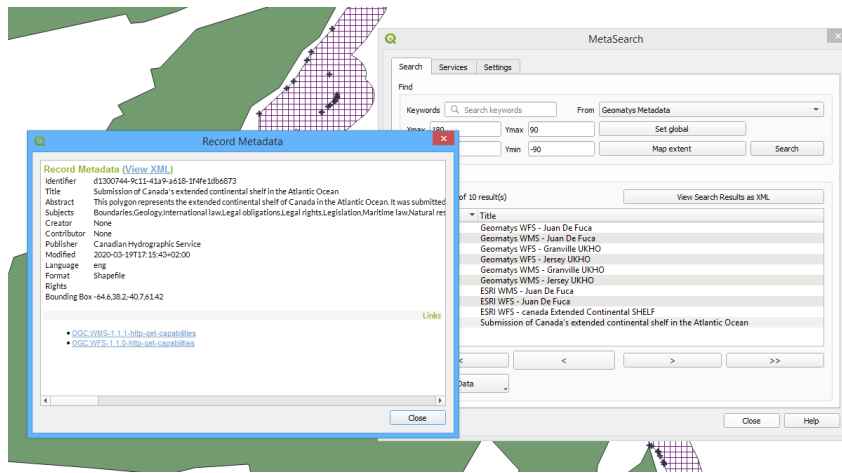 MetaSearch
Search Services Settings
Find
Keywords Search keywords From Geomatys Metadata
Xmax 180 Ymax 90 Set global
Ymin -90 Map extent Search
of 10 result(s) View Search Results as XML
Title
Geomatys WFS - Juan De Fuca
Geomatys WMS - Juan De Fuca
Geomatys WFS - Granville UKHO
Geomatys WFS - Jersey UKHO
Geomatys WMS - Granville UKHO
Geomatys WMS - Jersey UKHO
ESRI WMS - Juan De Fuca
ESRI WFS - Juan De Fuca
ESRI WFS - canada Extended Continental SHELF
Submission of Canada's extended continental shelf in the Atlantic Ocean
< < > >>
Data
Close Help
Record Metadata
Record Metadata (View XML)
Identifier d1300744-9c11-41a9-a618-1f4fe1db6873
Title Submission of Canada's extended continental shelf in the Atlantic Ocean
Abstract This polygon represents the extended continental shelf of Canada in the Atlantic Ocean. It was submitted
Subjects Boundaries,Geology,International law,Legal obligations,Legal rights,Legislation,Maritime law,Natural res
Creator None
Contributor None
Publisher Canadian Hydrographic Service
Modified 2020-03-19T17:15:43+02:00
Language eng
Format Shapefile
Rights
Bounding Box -64.6,38.2,-40.7,61.42
Links
OGC:WMS-1.1.1-http-get-capabilities
OGC:WFS-1.1.0-http-get-capabilities
Close